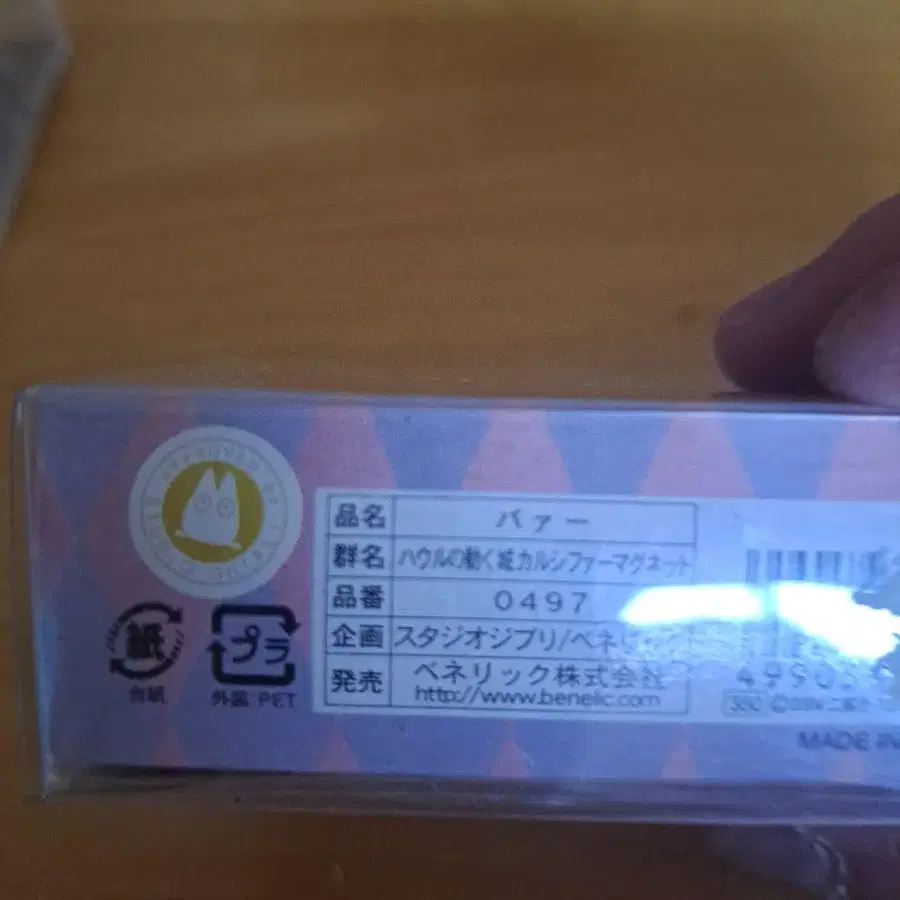 品名 バァー
群名 ハウルの動く城カルシファーマグネット
品番 0497
企画 スタジオジブリ/ベネリック
発売 ベネリック株式会社
http://www.benelic.com
紙
台紙
プラ
外装:PET
MADE IN